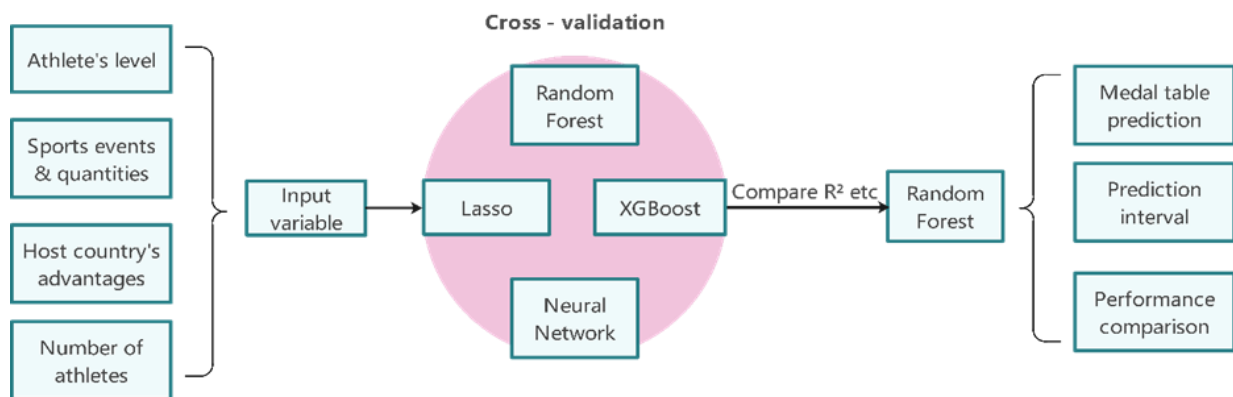 Cross - validation
Athlete's level
Sports events
& quantities
Host country's
advantages
Number of
athletes
Input
variable
Random
Forest
Lasso
XGBoost
Neural
Network
Compare R² etc
Random
Forest
Medal table
prediction
Prediction
interval
Performance
comparison